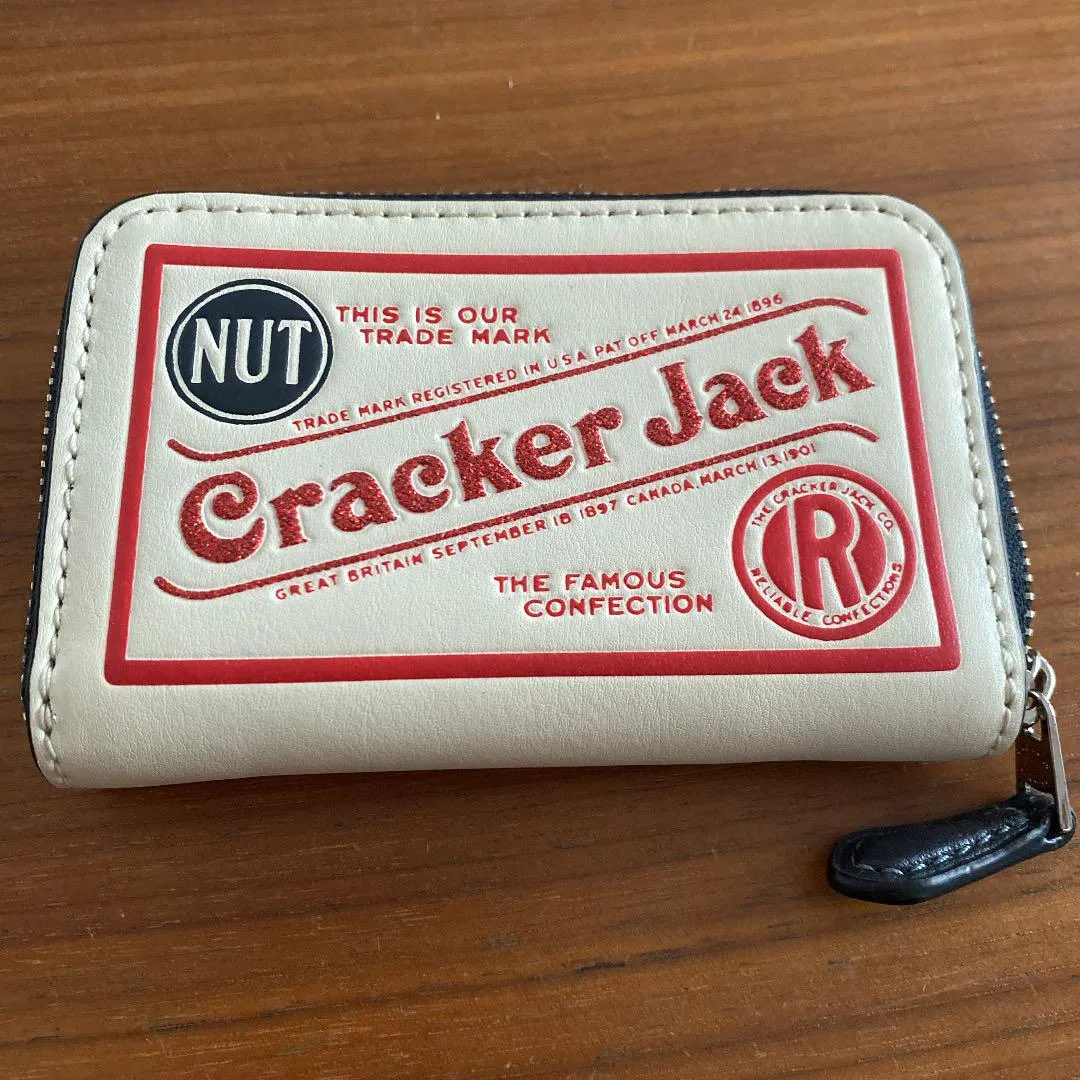 NUT
THIS IS OUR
TRADE MARK
TRADE MARK REGISTERED IN U.S.A. PAT OFF MARCH 24 1896
Cracker Jack
GREAT BRITAIN SEPTEMBER 18 1897 CANADA, MARCH 13, 1901
THE FAMOUS
CONFECTION
THE CRACKER JACK CO.
R
RELIABLE CONFECTIONS